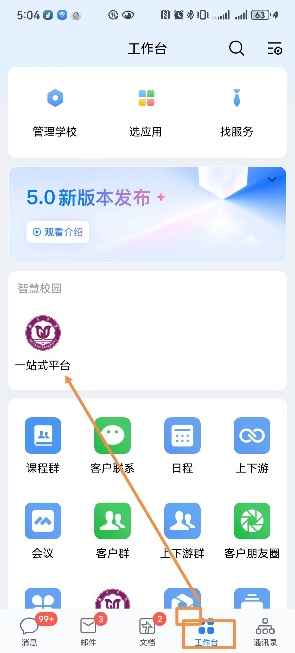 5:04
63
工作台
管理学校
选应用
找服务
5.0 新版本发布
观看介绍
智慧校园
一站式平台
课程群
客户联系
日程
上下游
会议
客户群
上下游群
客户朋友圈
99+
3
2
消息
邮件
文档
工作台
通讯录